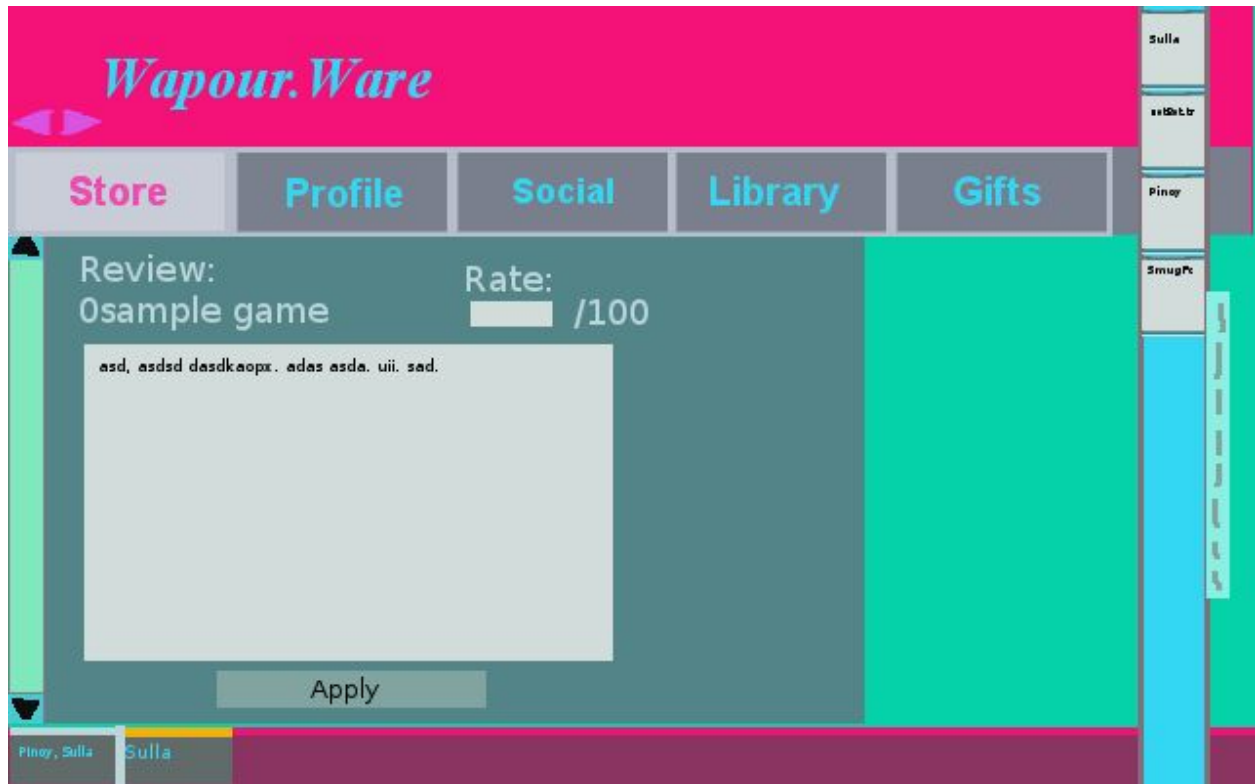 Wapour.Ware
Store
Profile
Social
Library
Gifts
Review:
0sample game
Rate:
/100
asd, asdsd dasdkaopx. adas asda. uii. sad.
Apply
Sulla
Pinoy
Pinoy, Sulla
Sulla